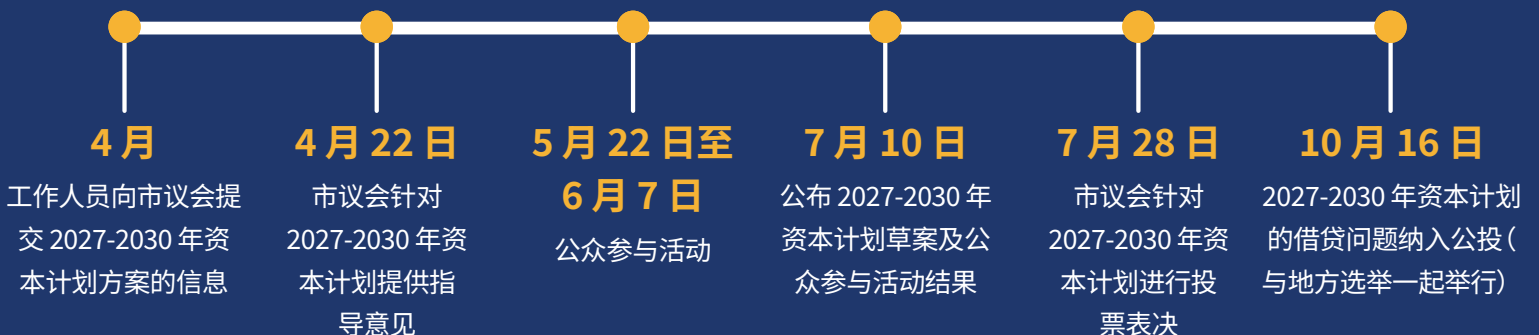 4 月
工作人员向市议会提
交 2027-2030 年资
本计划方案的信息
4 月 22 日
市议会针对
2027-2030 年资
本计划提供指
导意见
5 月 22 日至
6 月 7 日
公众参与活动
7 月 10 日
公布 2027-2030 年
资本计划草案及公
众参与活动结果
7 月 28 日
市议会针对
2027-2030 年资
本计划进行投
票表决
10 月 16 日
2027-2030 年资本计划
的借贷问题纳入公投（
与地方选举一起举行）